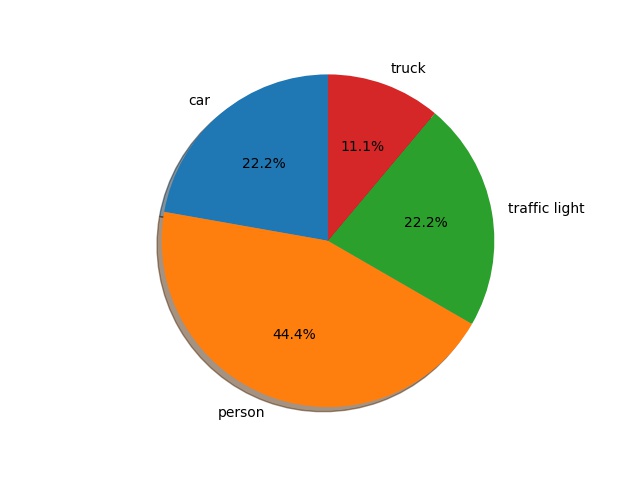 truck
car
11.1%
22.2%
traffic light
22.2%
44.4%
person